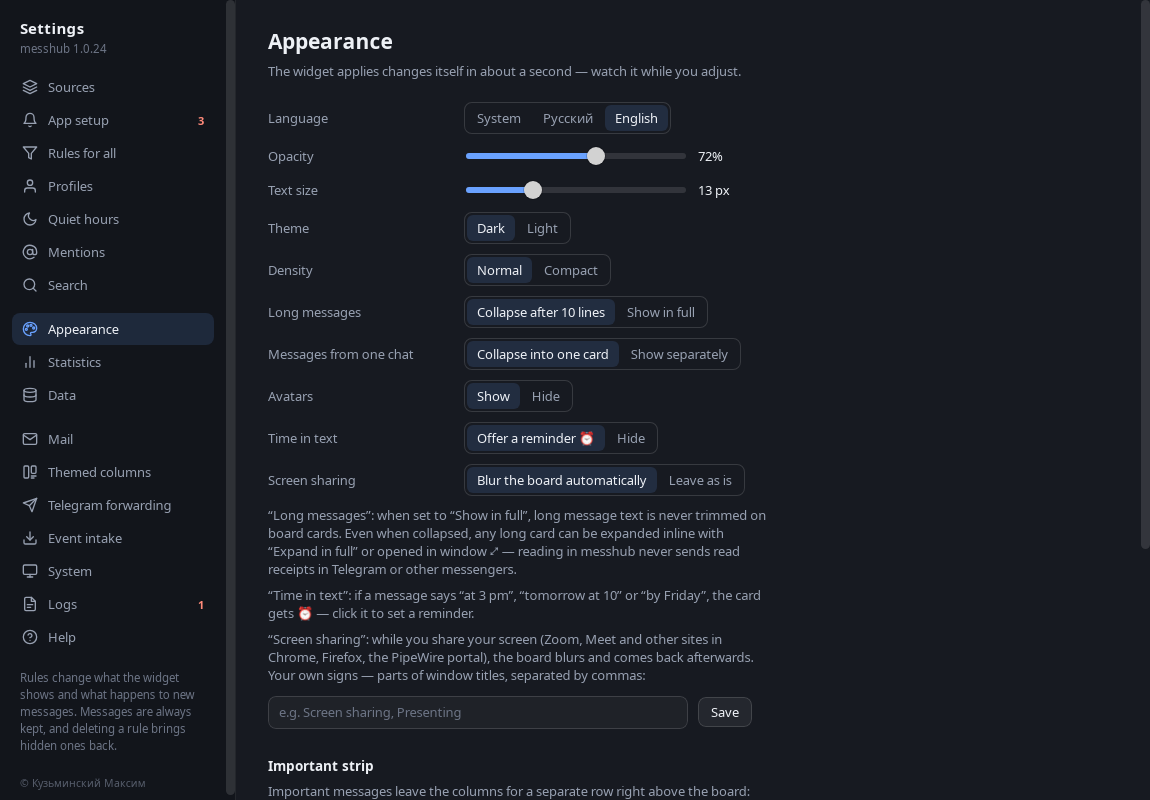 Settings
messhub 1.0.24
Sources
App setup 3
Rules for all
Profiles
Quiet hours
Mentions
Search
Appearance
Statistics
Data
Mail
Themed columns
Telegram forwarding
Event intake
System
Logs 1
Help
Rules change what the widget
shows and what happens to new
messages. Messages are always
kept, and deleting a rule brings
hidden ones back.
© Кузьминский Максим
Appearance
The widget applies changes itself in about a second — watch it while you adjust.
Language System Русский English
Opacity 72%
Text size 13 px
Theme Dark Light
Density Normal Compact
Long messages Collapse after 10 lines Show in full
Messages from one chat Collapse into one card Show separately
Avatars Show Hide
Time in text Offer a reminder ⏰ Hide
Screen sharing Blur the board automatically Leave as is
“Long messages”: when set to “Show in full”, long message text is never trimmed on
board cards. Even when collapsed, any long card can be expanded inline with
“Expand in full” or opened in window ⤢ — reading in messhub never sends read
receipts in Telegram or other messengers.
“Time in text”: if a message says “at 3 pm”, “tomorrow at 10” or “by Friday”, the card
gets ⏰ — click it to set a reminder.
“Screen sharing”: while you share your screen (Zoom, Meet and other sites in
Chrome, Firefox, the PipeWire portal), the board blurs and comes back afterwards.
Your own signs — parts of window titles, separated by commas:
e.g. Screen sharing, Presenting Save
Important strip
Important messages leave the columns for a separate row right above the board: